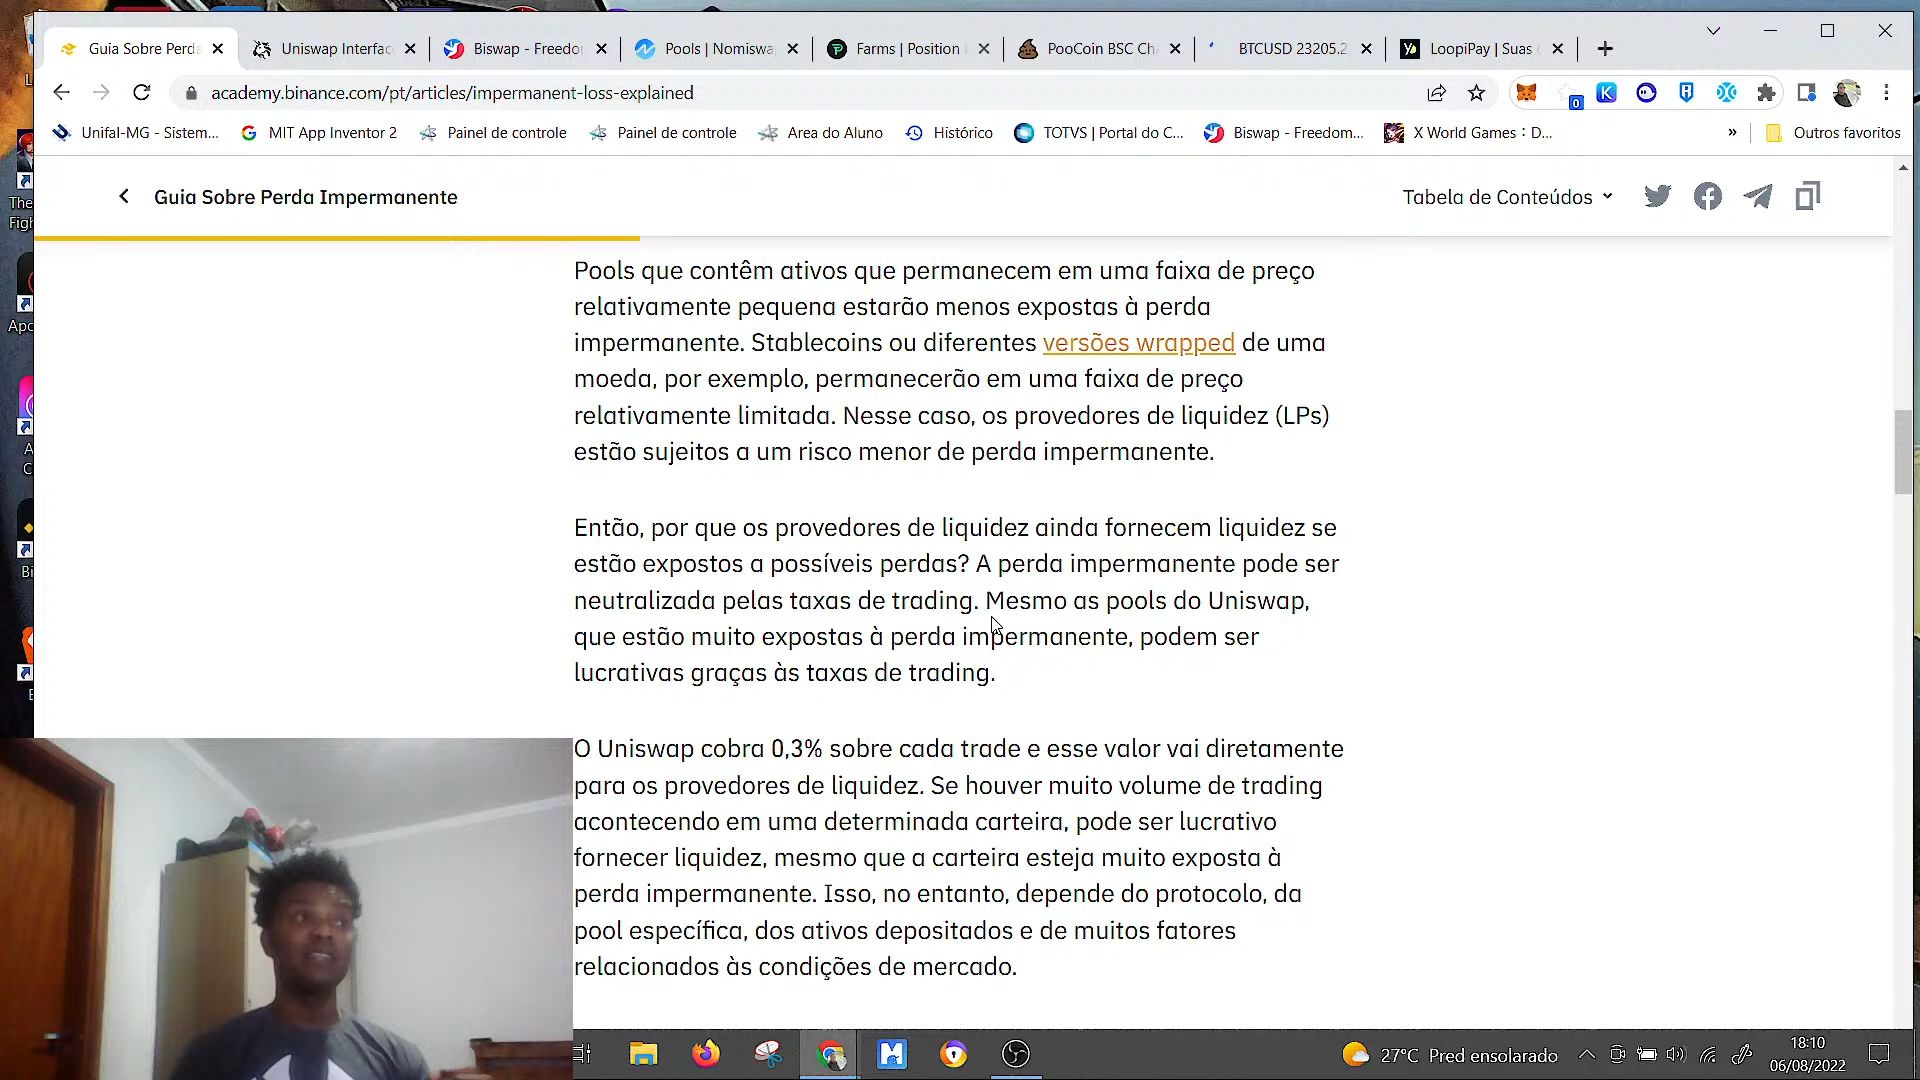 Guia Sobre Perda
Uniswap Interfac
Biswap - Freedo
Pools | Nomiswa
Farms | Position
PooCoin BSC Cha
BTCUSD 23205.2
LoopiPay | Suas
academy.binance.com/pt/articles/impermanent-loss-explained
0
Unifal-MG - Sistem...
MIT App Inventor 2
Painel de controle
Painel de controle
Area do Aluno
Histórico
TOTVS | Portal do C...
Biswap - Freedom...
X World Games : D...
»
Outros favoritos
Guia Sobre Perda Impermanente
Tabela de Conteúdos
Pools que contêm ativos que permanecem em uma faixa de preço
relativamente pequena estarão menos expostas à perda
impermanente. Stablecoins ou diferentes versões wrapped de uma
moeda, por exemplo, permanecerão em uma faixa de preço
relativamente limitada. Nesse caso, os provedores de liquidez (LPs)
estão sujeitos a um risco menor de perda impermanente.
Então, por que os provedores de liquidez ainda fornecem liquidez se
estão expostos a possíveis perdas? A perda impermanente pode ser
neutralizada pelas taxas de trading. Mesmo as pools do Uniswap,
que estão muito expostas à perda impermanente, podem ser
lucrativas graças às taxas de trading.
O Uniswap cobra 0,3% sobre cada trade e esse valor vai diretamente
para os provedores de liquidez. Se houver muito volume de trading
acontecendo em uma determinada carteira, pode ser lucrativo
fornecer liquidez, mesmo que a carteira esteja muito exposta à
perda impermanente. Isso, no entanto, depende do protocolo, da
pool específica, dos ativos depositados e de muitos fatores
relacionados às condições de mercado.
27°C Pred ensolarado
18:10
06/08/2022